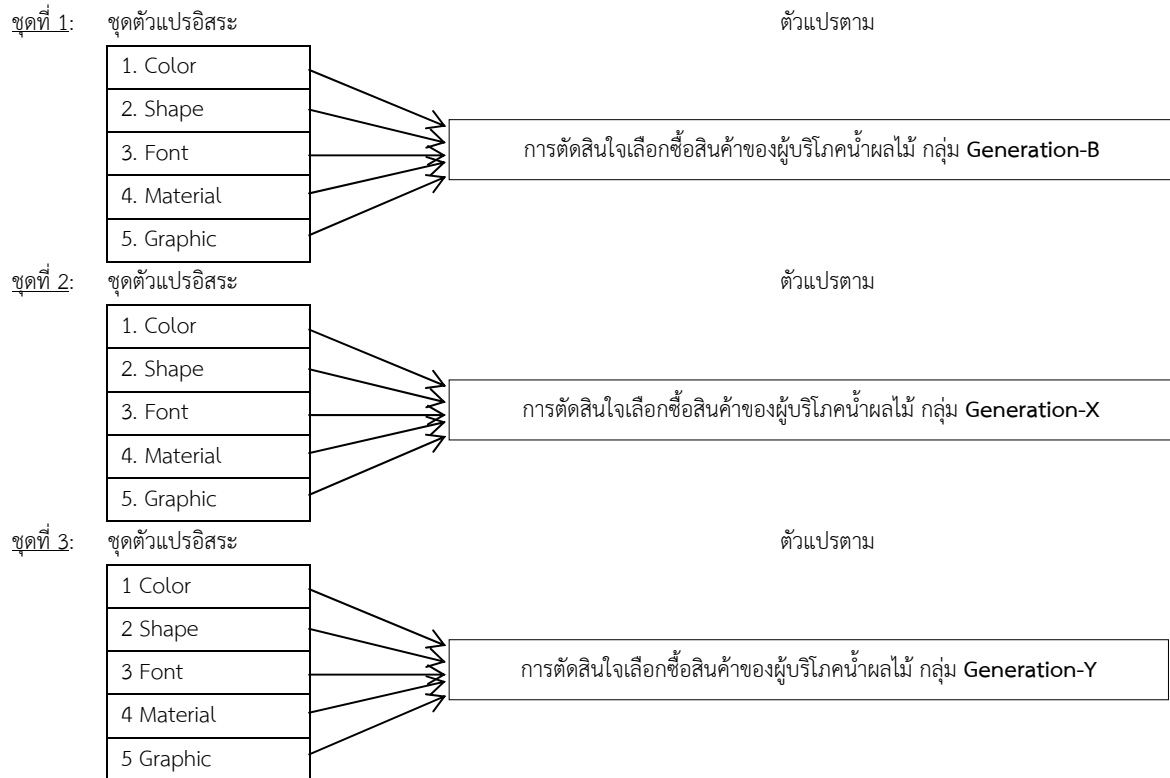 ชุดที่ 1: ชุดตัวแปรอิสระ ตัวแปรตาม
1. Color
2. Shape
3. Font
การตัดสินใจเลือกซื้อสินค้าของผู้บริโภคน้ำผลไม้ กลุ่ม Generation-B
4. Material
5. Graphic
ชุดที่ 2: ชุดตัวแปรอิสระ ตัวแปรตาม
1. Color
2. Shape
3. Font
การตัดสินใจเลือกซื้อสินค้าของผู้บริโภคน้ำผลไม้ กลุ่ม Generation-X
4. Material
5. Graphic
ชุดที่ 3: ชุดตัวแปรอิสระ ตัวแปรตาม
1 Color
2 Shape
3 Font
การตัดสินใจเลือกซื้อสินค้าของผู้บริโภคน้ำผลไม้ กลุ่ม Generation-Y
4 Material
5 Graphic